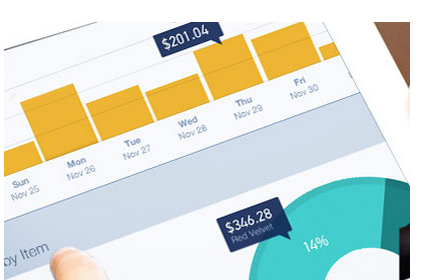 $201.04
Sun
Nov 25
Mon
Nov 26
Tue
Nov 27
Wed
Nov 28
Thu
Nov 29
Fri
Nov 30
by Item
$346.28
Red Velvet
14%